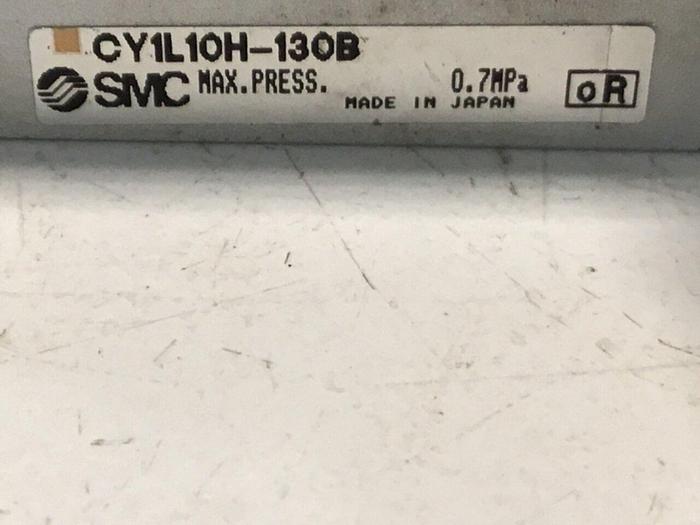 CY1L10H-130B
SMC MAX.PRESS. 0.7MPa
MADE IN JAPAN
oR